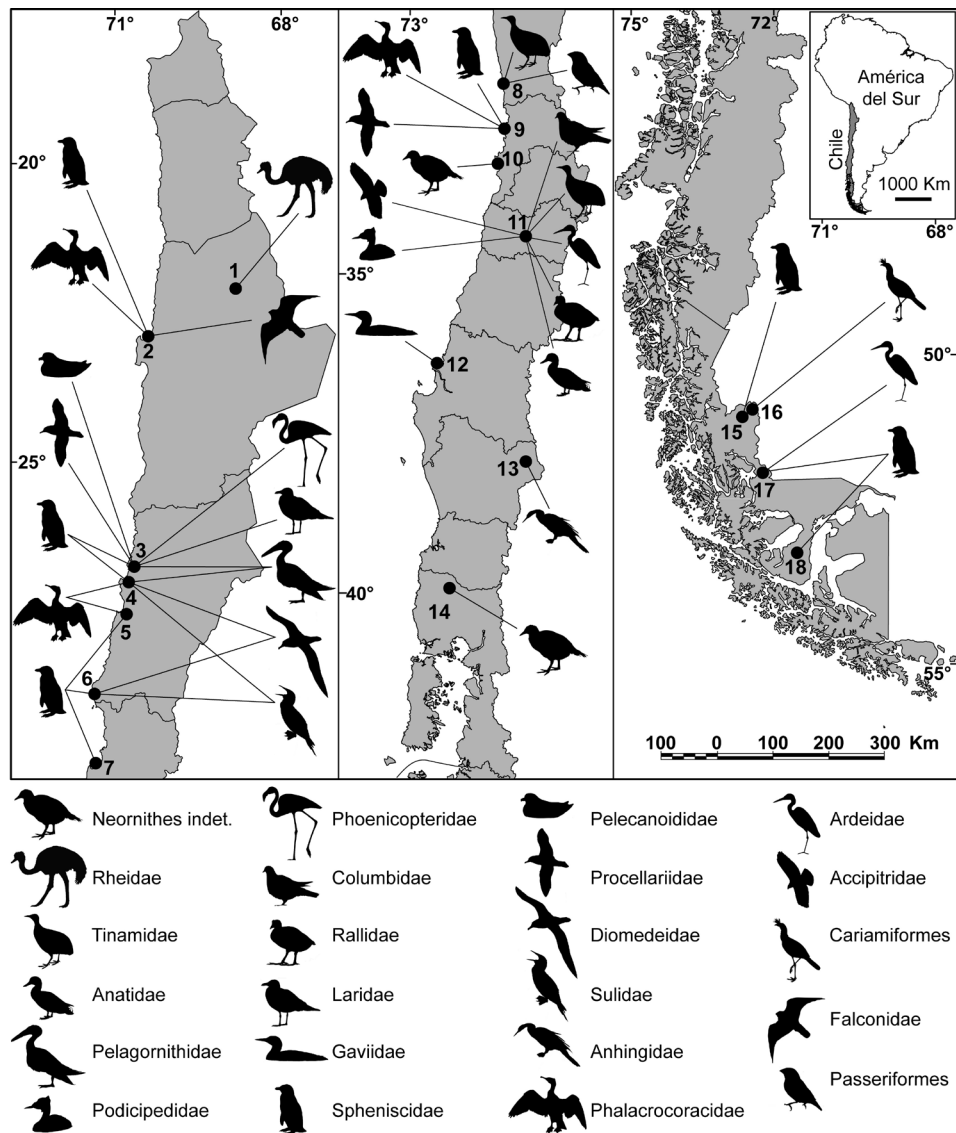 71° 68°
73°
75° 72°
América
del Sur
Chile
1000 Km
71° 68°
20°
25°
35°
40°
50°
55°
1
2
3
4
5
6
7
8
9
10
11
12
13
14
15
16
17
18
100 0 100 200 300 Km
Neornithes indet.
Rheidae
Tinamidae
Anatidae
Pelagornithidae
Podicipedidae
Phoenicopteridae
Columbidae
Rallidae
Laridae
Gaviidae
Spheniscidae
Pelecanoididae
Procellariidae
Diomedeidae
Sulidae
Anhingidae
Phalacrocoracidae
Ardeidae
Accipitridae
Cariamiformes
Falconidae
Passeriformes